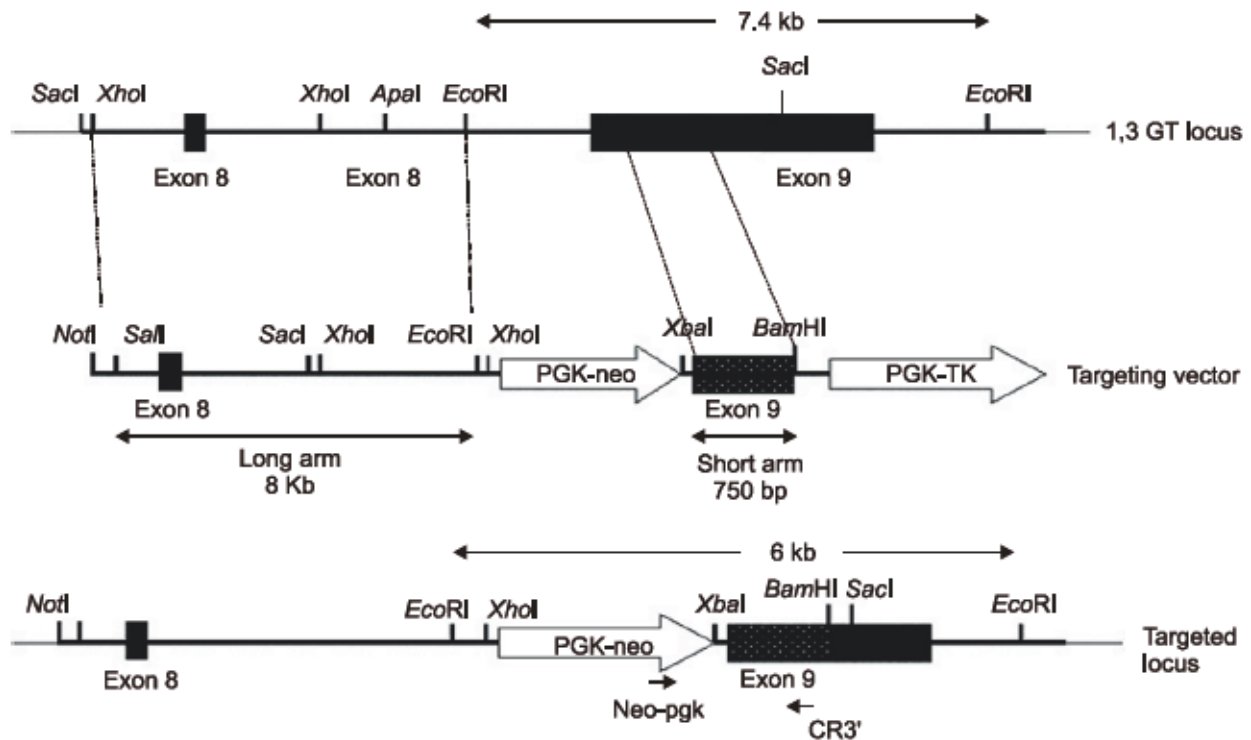 7.4 kb
SacI
SacI XhoI XhoI ApaI EcoRI EcoRI
1,3 GT locus
Exon 8 Exon 8 Exon 9
NotI SalI SacI XhoI EcoRI XhoI XbaI BamHI
PGK-neo PGK-TK Targeting vector
Exon 8 Exon 9
Long arm
8 Kb
Short arm
750 bp
6 kb
NotI EcoRI XhoI XbaI BamHI SacI EcoRI
PGK-neo Targeted
locus
Exon 8 Exon 9
Neo-pgk
CR3'